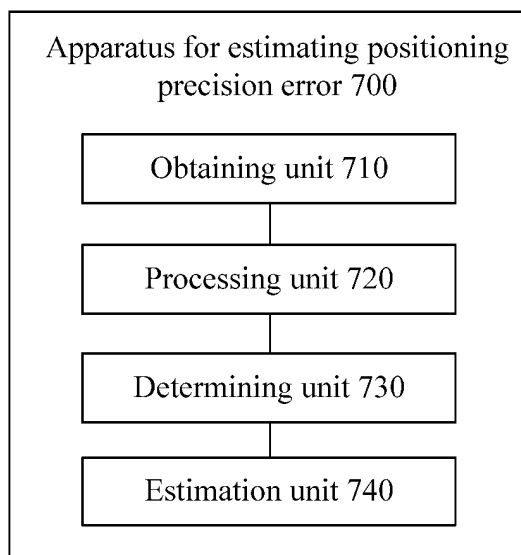 Apparatus for estimating positioning
precision error 700
Obtaining unit 710
Processing unit 720
Determining unit 730
Estimation unit 740